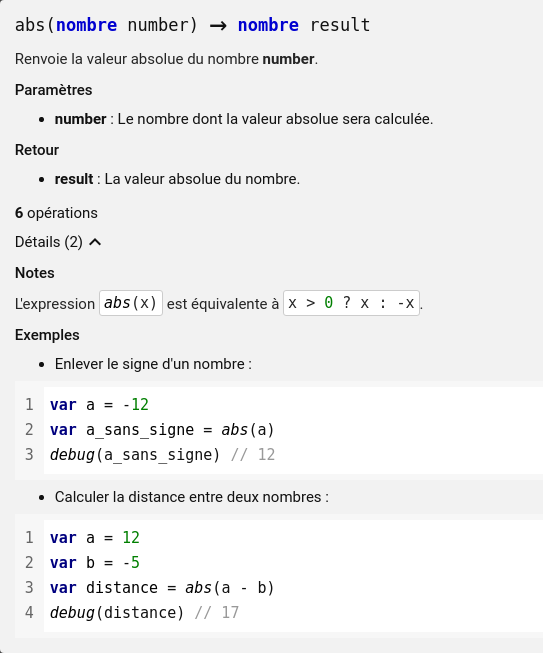 abs(nombre number) → nombre result
Renvoie la valeur absolue du nombre number.
Paramètres
• number : Le nombre dont la valeur absolue sera calculée.
Retour
• result : La valeur absolue du nombre.
6 opérations
Détails (2)
Notes
L'expression abs(x) est équivalente à x > 0 ? x : -x.
Exemples
• Enlever le signe d'un nombre :
1 var a = -12
2 var a_sans_signe = abs(a)
3 debug(a_sans_signe) // 12
• Calculer la distance entre deux nombres :
1 var a = 12
2 var b = -5
3 var distance = abs(a - b)
4 debug(distance) // 17